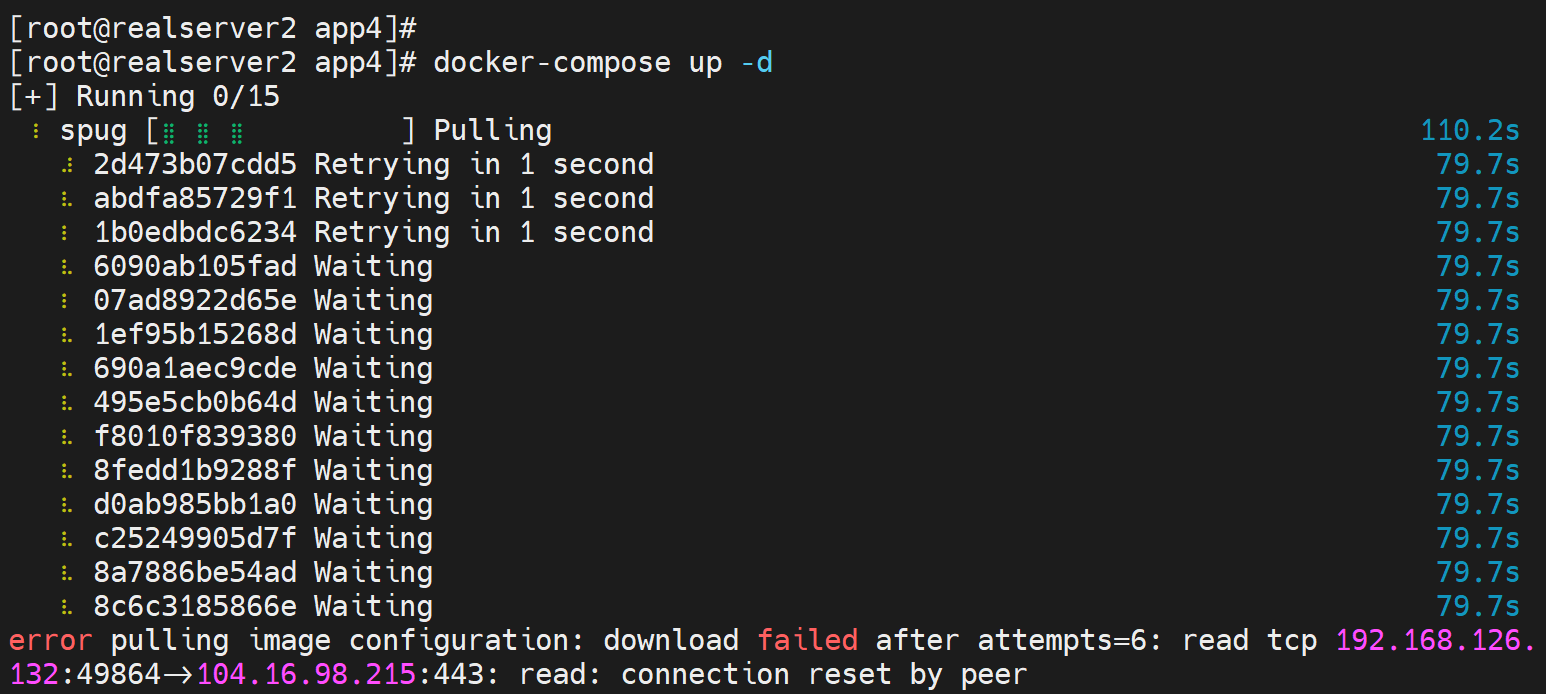 [root@realserver2 app4]#
[root@realserver2 app4]# docker-compose up -d
[+] Running 0/15
⠸ spug [⣿ ⣿ ⣿          ] Pulling 110.2s
⠼ 2d473b07cdd5 Retrying in 1 second 79.7s
⠧ abdfa85729f1 Retrying in 1 second 79.7s
⠇ 1b0edbdc6234 Retrying in 1 second 79.7s
⠧ 6090ab105fad Waiting 79.7s
⠇ 07ad8922d65e Waiting 79.7s
⠧ 1ef95b15268d Waiting 79.7s
⠧ 690a1aec9cde Waiting 79.7s
⠧ 495e5cb0b64d Waiting 79.7s
⠧ f8010f839380 Waiting 79.7s
⠧ 8fedd1b9288f Waiting 79.7s
⠧ d0ab985bb1a0 Waiting 79.7s
⠧ c25249905d7f Waiting 79.7s
⠧ 8a7886be54ad Waiting 79.7s
⠧ 8c6c3185866e Waiting 79.7s
error pulling image configuration: download failed after attempts=6: read tcp 192.168.126.
132:49864→104.16.98.215:443: read: connection reset by peer